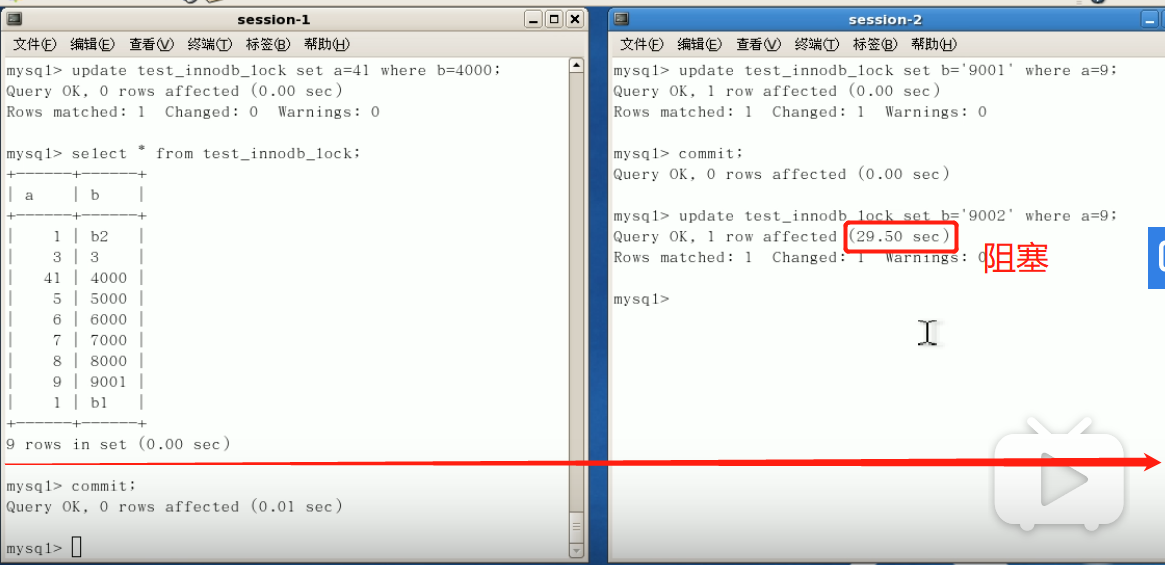 session-1
文件(F) 编辑(E) 查看(V) 终端(T) 标签(B) 帮助(H)
mysql> update test_innodb_lock set a=41 where b=4000;
Query OK, 0 rows affected (0.00 sec)
Rows matched: 1  Changed: 0  Warnings: 0
mysql> select * from test_innodb_lock;
+------+------+
| a    | b    |
+------+------+
|    1 | b2   |
|    3 | 3    |
|   41 | 4000 |
|    5 | 5000 |
|    6 | 6000 |
|    7 | 7000 |
|    8 | 8000 |
|    9 | 9001 |
|    1 | b1   |
+------+------+
9 rows in set (0.00 sec)
mysql> commit;
Query OK, 0 rows affected (0.01 sec)
mysql>
session-2
文件(F) 编辑(E) 查看(V) 终端(T) 标签(B) 帮助(H)
mysql> update test_innodb_lock set b='9001' where a=9;
Query OK, 1 row affected (0.00 sec)
Rows matched: 1  Changed: 1  Warnings: 0
mysql> commit;
Query OK, 0 rows affected (0.00 sec)
mysql> update test_innodb_lock set b='9002' where a=9;
Query OK, 1 row affected (29.50 sec)
Rows matched: 1  Changed: 1  Warnings: 0
阻塞
mysql>